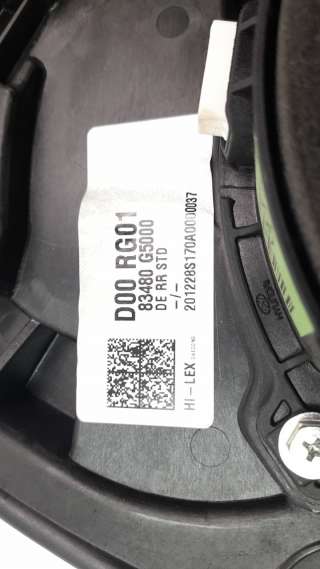 D00 RG01
83480 G5000
DE RR STD
-/-
201228S170A0000037
HI-LEX